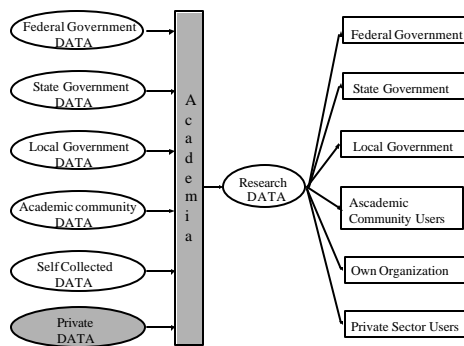 Federal Government
DATA
State Government
DATA
Local Government
DATA
Academic community
DATA
Self Collected
DATA
Private
DATA
A
c
a
d
e
m
i
a
Research
DATA
Federal Government
State Government
Local Government
Ascademic
Community Users
Own Organization
Private Sector Users